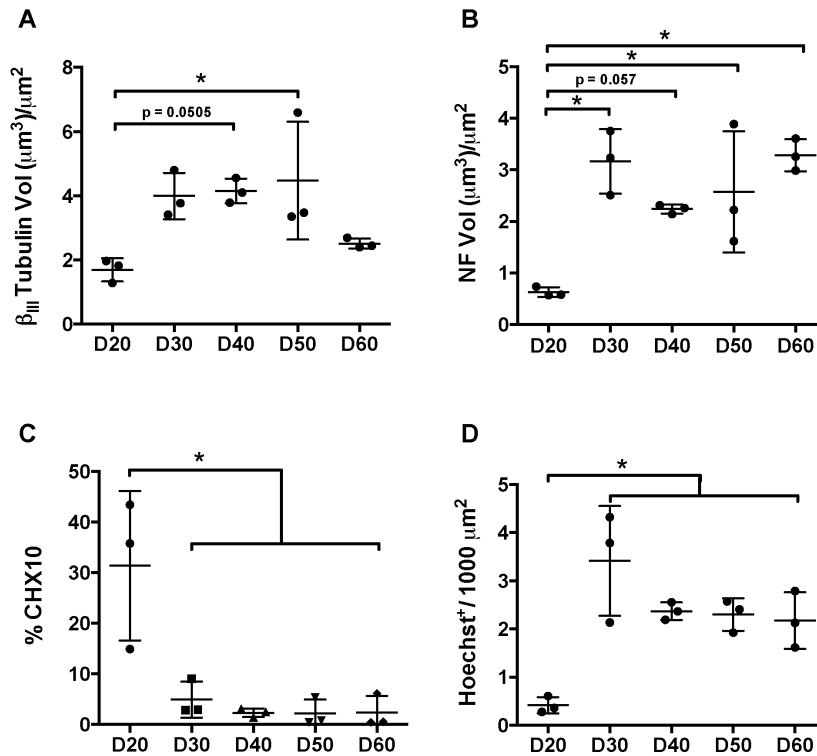 A
β_III Tubulin Vol (μm³)/μm²
8
6
4
2
0
*
p = 0.0505
D20 D30 D40 D50 D60
B
NF Vol (μm³)/μm²
5
4
3
2
1
0
*
*
p = 0.057
*
D20 D30 D40 D50 D60
C
% CHX10
50
40
30
20
10
0
*
D20 D30 D40 D50 D60
D
Hoechst⁺/ 1000 μm²
5
4
3
2
1
0
*
D20 D30 D40 D50 D60